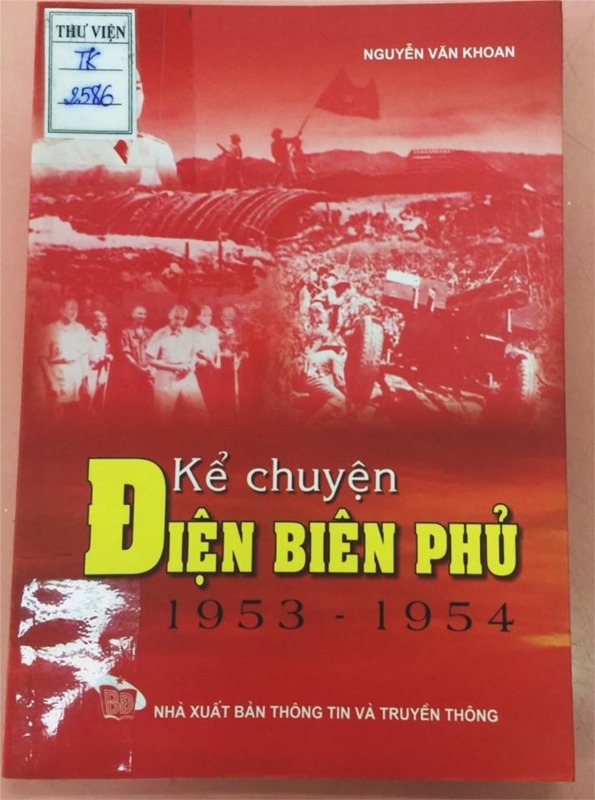 THƯ VIỆN
TK
2586
NGUYỄN VĂN KHOAN
Kể chuyện
ĐIỆN BIÊN PHỦ
1953 - 1954
BĐ
NHÀ XUẤT BẢN THÔNG TIN VÀ TRUYỀN THÔNG